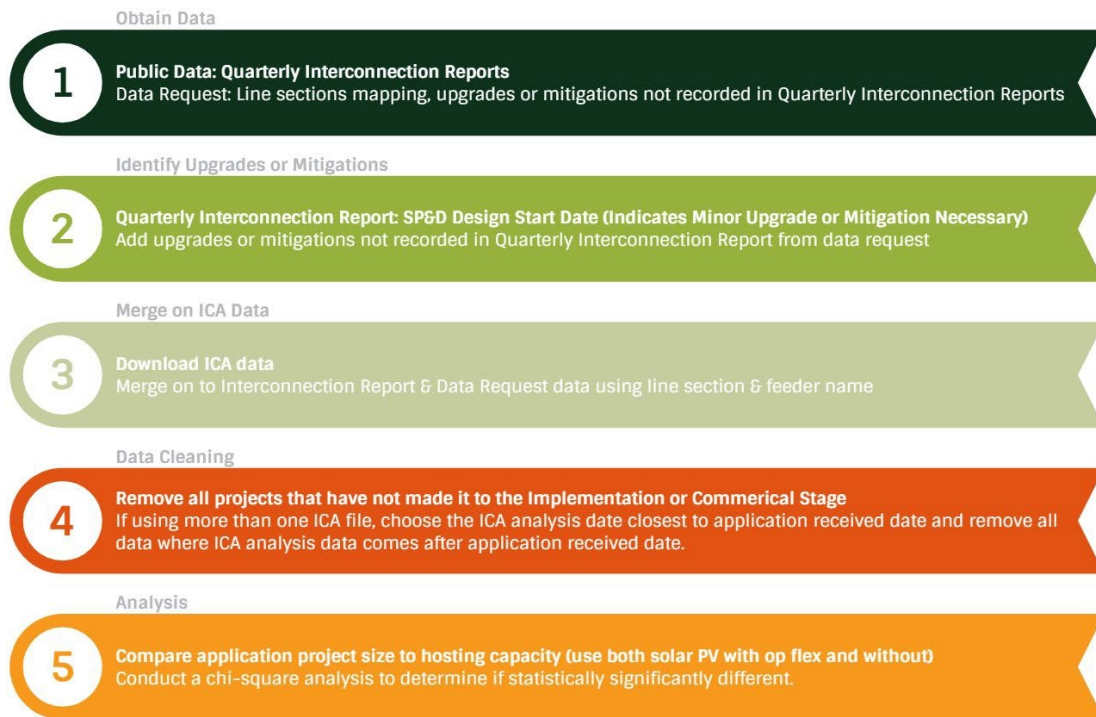 Obtain Data
1
Public Data: Quarterly Interconnection Reports
Data Request: Line sections mapping, upgrades or mitigations not recorded in Quarterly Interconnection Reports
Identify Upgrades or Mitigations
2
Quarterly Interconnection Report: SP&D Design Start Date (Indicates Minor Upgrade or Mitigation Necessary)
Add upgrades or mitigations not recorded in Quarterly Interconnection Report from data request
Merge on ICA Data
3
Download ICA data
Merge on to Interconnection Report & Data Request data using line section & feeder name
Data Cleaning
4
Remove all projects that have not made it to the Implementation or Commerical Stage
If using more than one ICA file, choose the ICA analysis date closest to application received date and remove all
data where ICA analysis data comes after application received date.
Analysis
5
Compare application project size to hosting capacity (use both solar PV with op flex and without)
Conduct a chi-square analysis to determine if statistically significantly different.